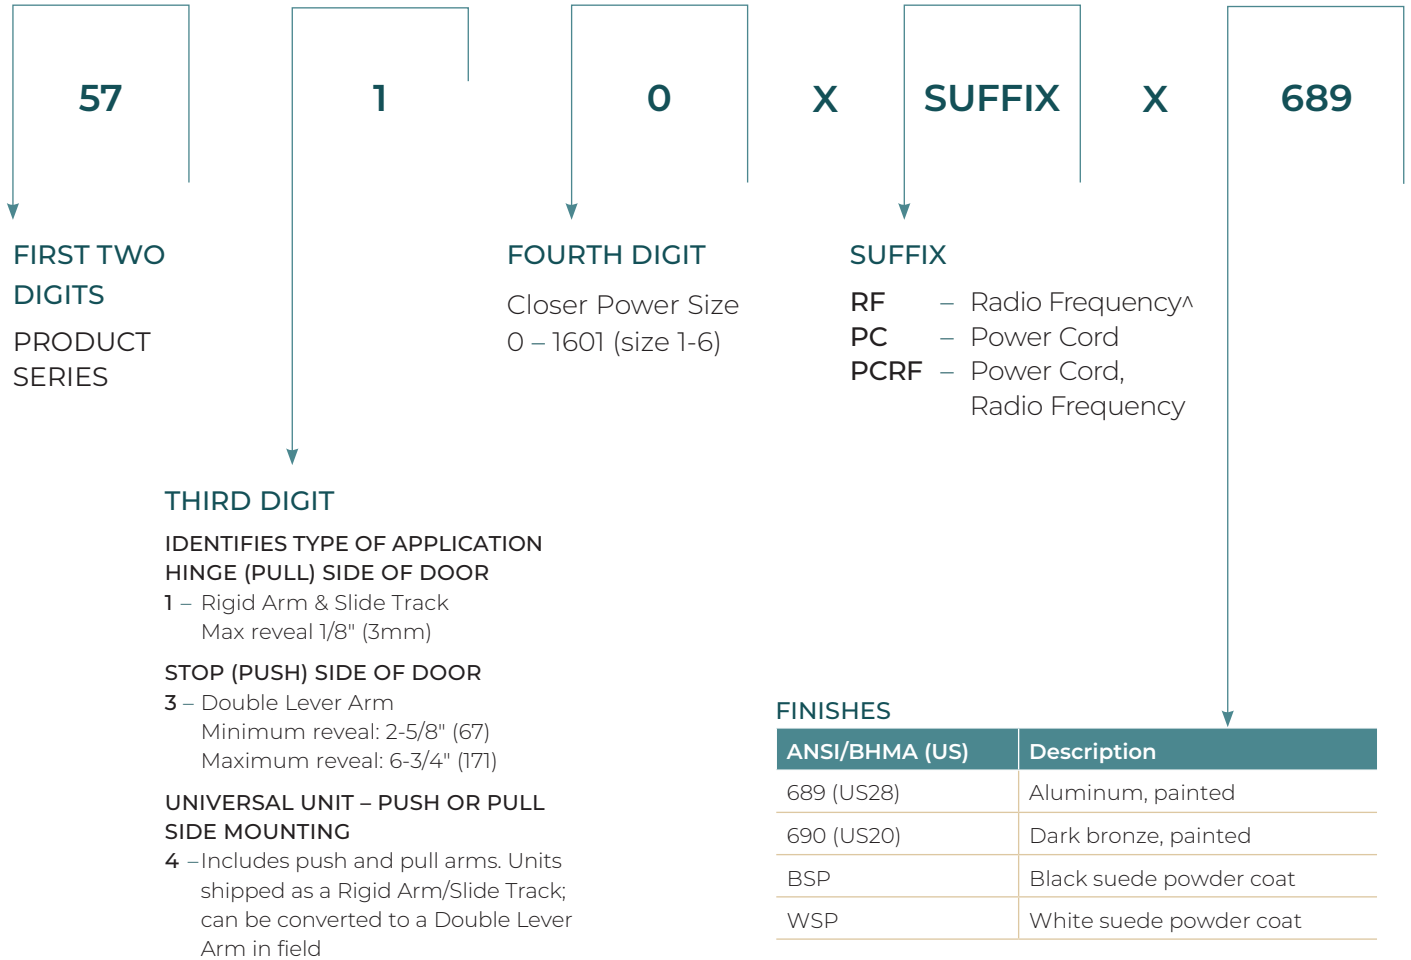 57 1 0 X SUFFIX X 689
FIRST TWO
DIGITS
PRODUCT
SERIES
FOURTH DIGIT
Closer Power Size
0 – 1601 (size 1-6)
SUFFIX
RF – Radio Frequency^
PC – Power Cord
PCRF – Power Cord,
Radio Frequency
THIRD DIGIT
IDENTIFIES TYPE OF APPLICATION
HINGE (PULL) SIDE OF DOOR
1 – Rigid Arm & Slide Track
Max reveal 1/8" (3mm)
STOP (PUSH) SIDE OF DOOR
3 – Double Lever Arm
Minimum reveal: 2-5/8" (67)
Maximum reveal: 6-3/4" (171)
UNIVERSAL UNIT – PUSH OR PULL
SIDE MOUNTING
4 –Includes push and pull arms. Units
shipped as a Rigid Arm/Slide Track;
can be converted to a Double Lever
Arm in field
FINISHES
ANSI/BHMA (US) Description
689 (US28) Aluminum, painted
690 (US20) Dark bronze, painted
BSP Black suede powder coat
WSP White suede powder coat